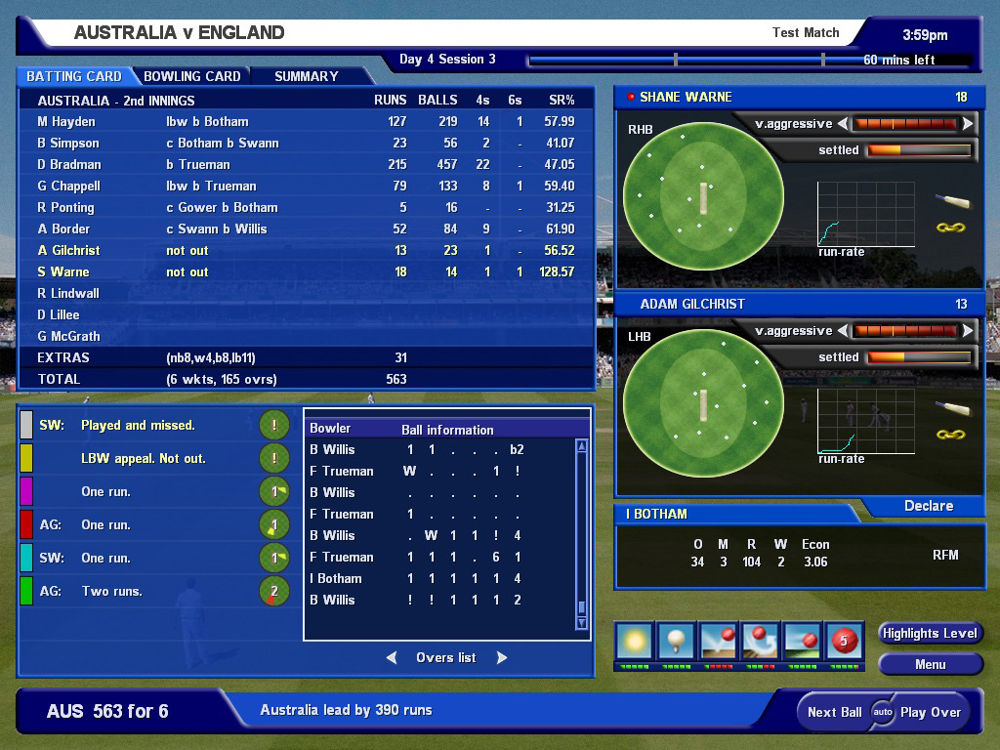 AUSTRALIA v ENGLAND
Test Match
3:59pm
Day 4 Session 3
60 mins left
BATTING CARD BOWLING CARD SUMMARY
AUSTRALIA - 2nd INNINGS RUNS BALLS 4s 6s SR%
M Hayden lbw b Botham 127 219 14 1 57.99
B Simpson c Botham b Swann 23 56 2 - 41.07
D Bradman b Trueman 215 457 22 - 47.05
G Chappell lbw b Trueman 79 133 8 1 59.40
R Ponting c Gower b Botham 5 16 - - 31.25
A Border c Swann b Willis 52 84 9 - 61.90
A Gilchrist not out 13 23 1 - 56.52
S Warne not out 18 14 1 1 128.57
R Lindwall
D Lillee
G McGrath
EXTRAS (nb8,w4,b8,lb11) 31
TOTAL (6 wkts, 165 ovrs) 563
SHANE WARNE 18
RHB
v.aggressive
settled
run-rate
ADAM GILCHRIST 13
LHB
v.aggressive
settled
run-rate
Declare
I BOTHAM
O M R W Econ
34 3 104 2 3.06
RFM
SW: Played and missed. !
LBW appeal. Not out. !
One run. 1
AG: One run. 1
SW: One run. 1
AG: Two runs. 2
Bowler Ball information
B Willis 1 1 . . . b2
F Trueman W . . . 1 !
B Willis . . . . . .
F Trueman 1 . . . . .
B Willis . W 1 1 ! 4
F Trueman 1 1 1 . 6 1
I Botham 1 1 1 1 1 4
B Willis ! ! 1 1 1 2
Overs list
5
Highlights Level
Menu
AUS 563 for 6
Australia lead by 390 runs
Next Ball auto Play Over